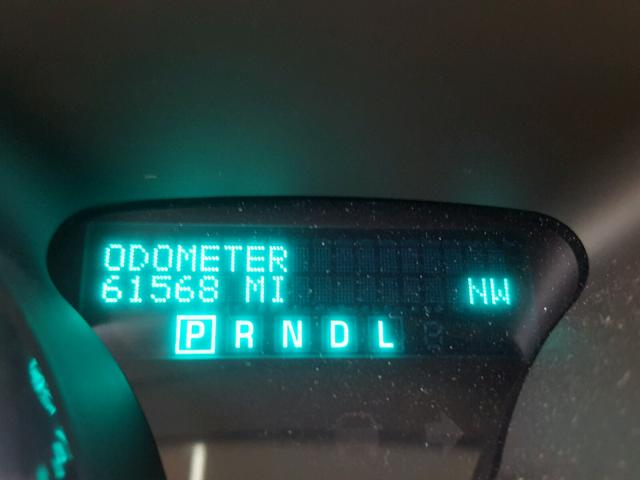 ODOMETER
61568 MI NW
P R N D L